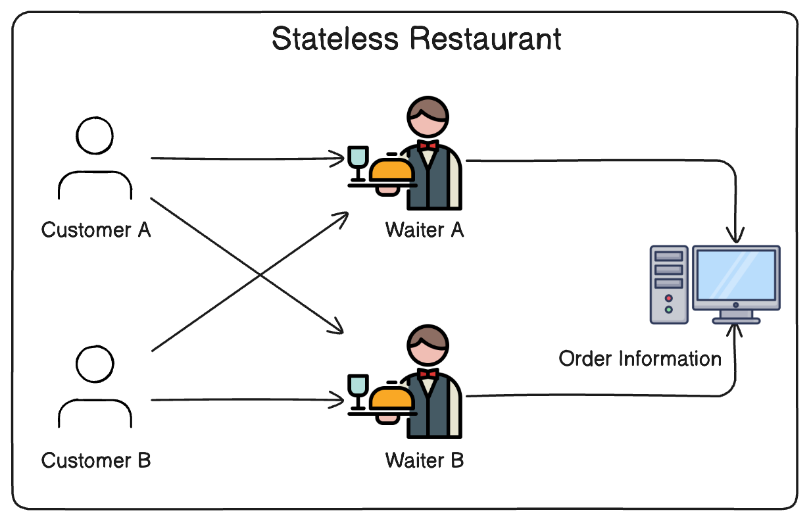 Stateless Restaurant
Customer A
Waiter A
Order Information
Customer B
Waiter B